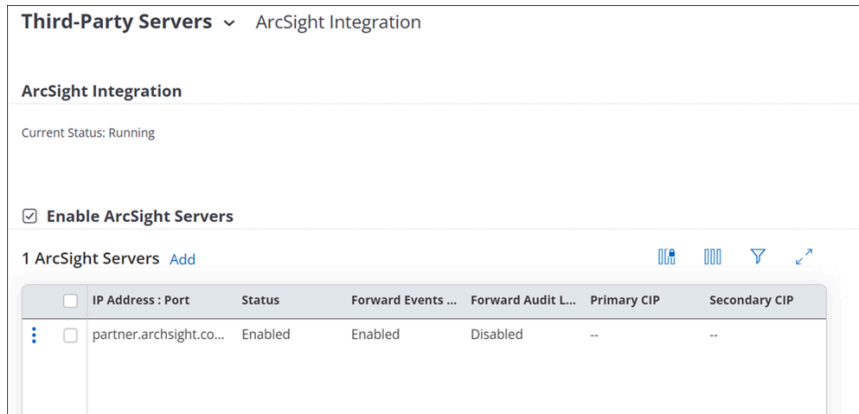 Third-Party Servers ArcSight Integration
ArcSight Integration
Current Status: Running
Enable ArcSight Servers
1 ArcSight Servers Add
IP Address : Port Status Forward Events ... Forward Audit L... Primary CIP Secondary CIP
partner.archsight.co... Enabled Enabled Disabled -- --